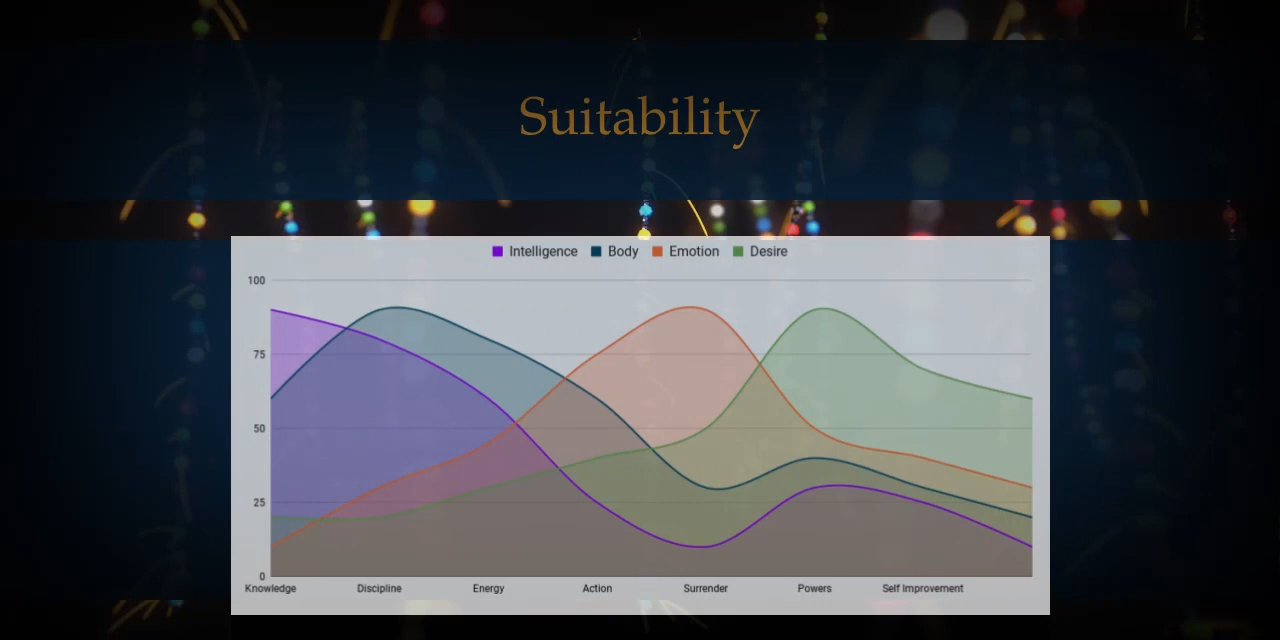 Suitability
Intelligence Body Emotion Desire
100
75
50
25
0
Knowledge Discipline Energy Action Surrender Powers Self Improvement